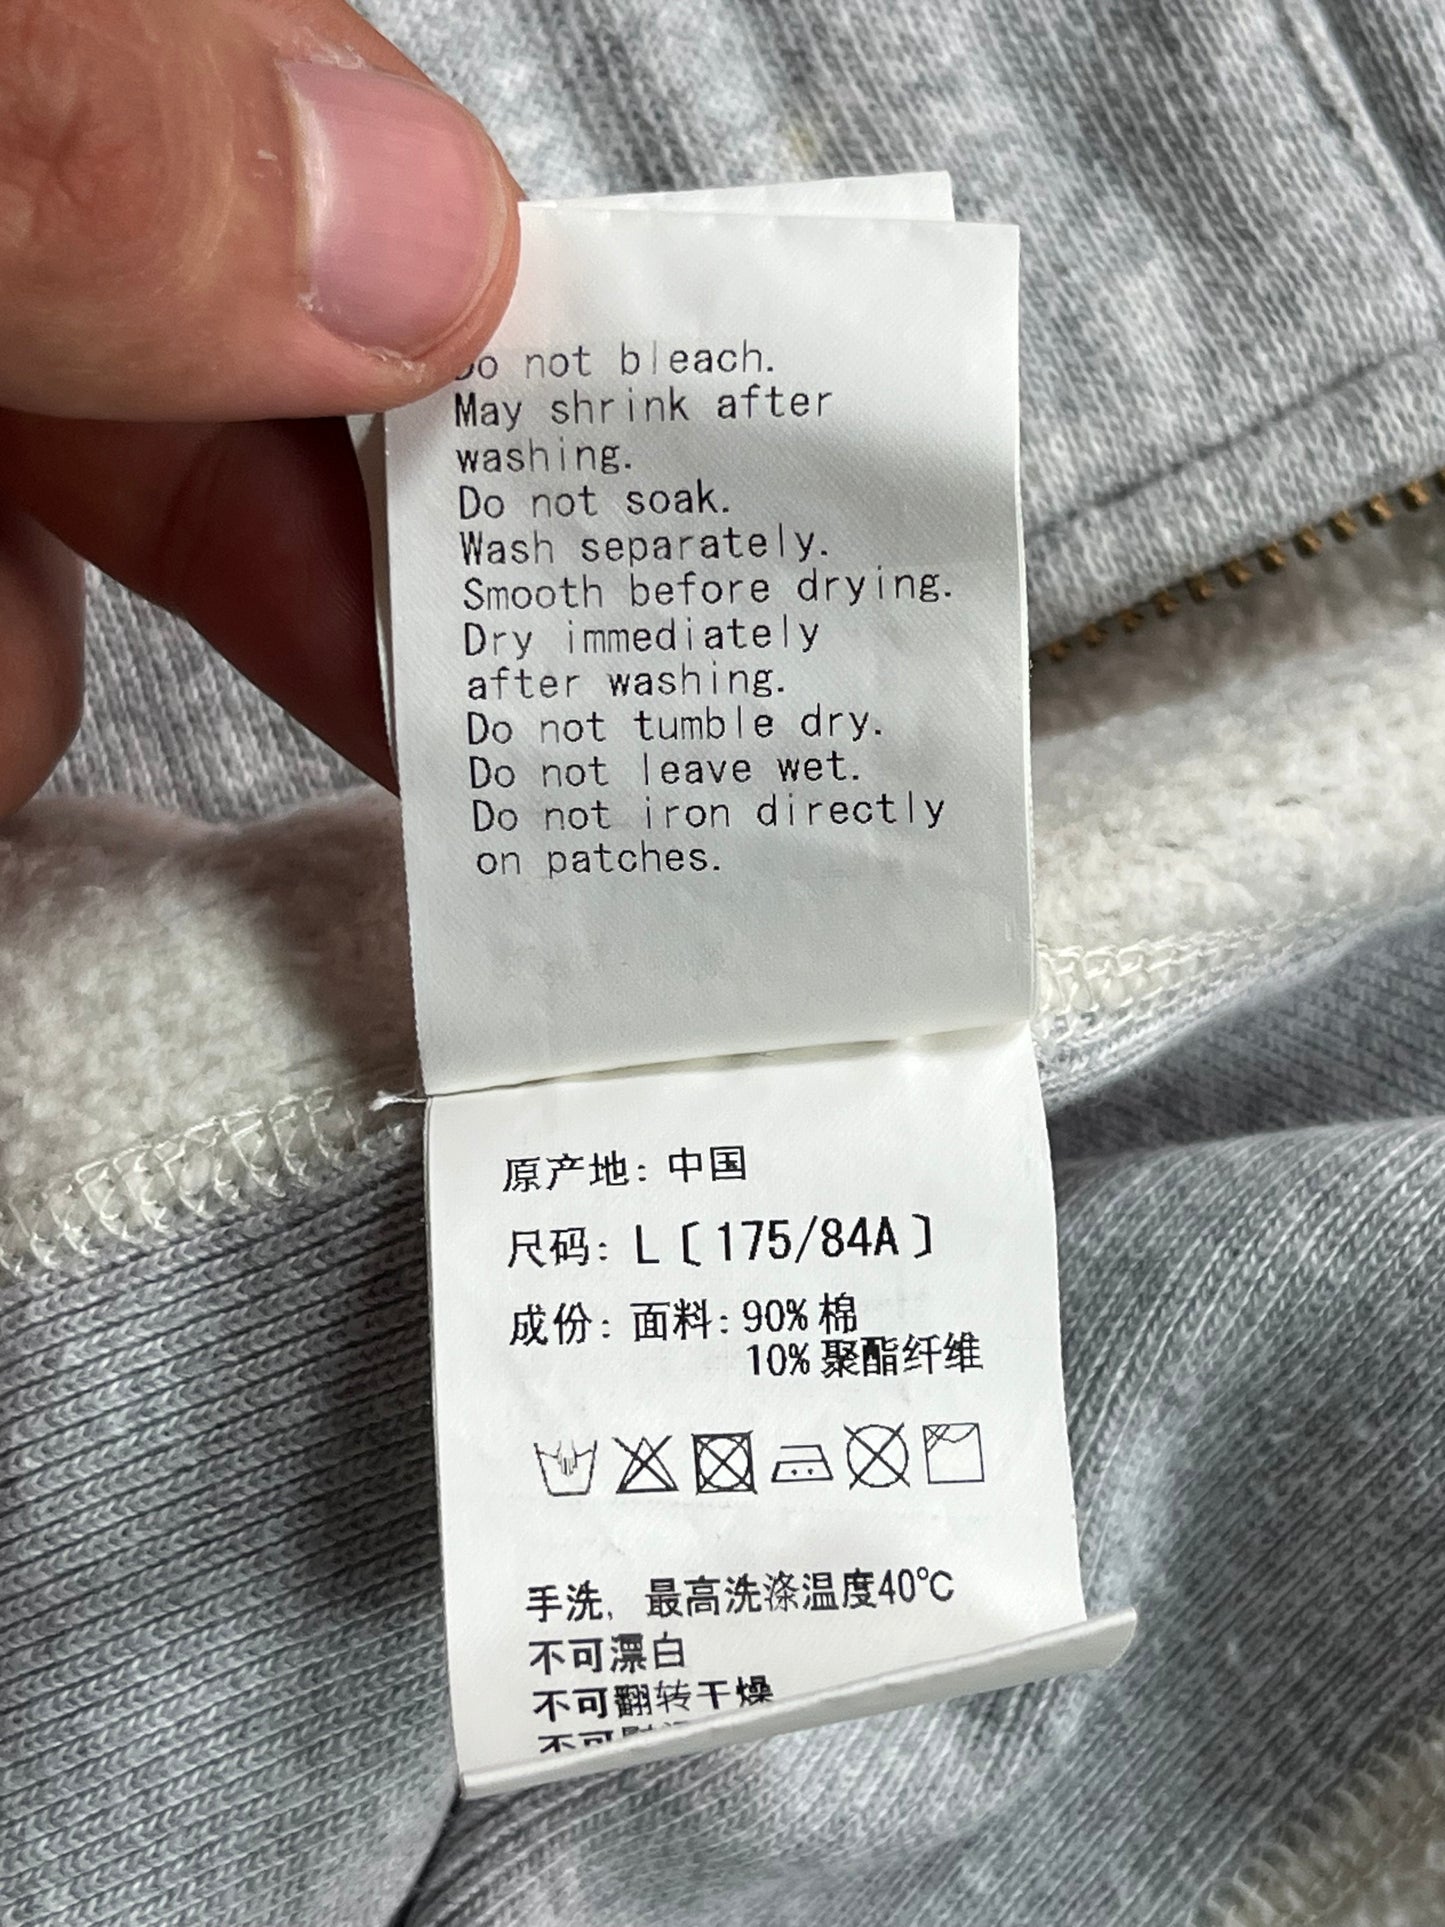 Do not bleach.
May shrink after
washing.
Do not soak.
Wash separately.
Smooth before drying.
Dry immediately
after washing.
Do not tumble dry.
Do not leave wet.
Do not iron directly
on patches.
原产地: 中国
尺码: L〔175/84A〕
成份: 面料: 90% 棉
10% 聚酯纤维
手洗, 最高洗涤温度40℃
不可漂白
不可翻转干燥
不可